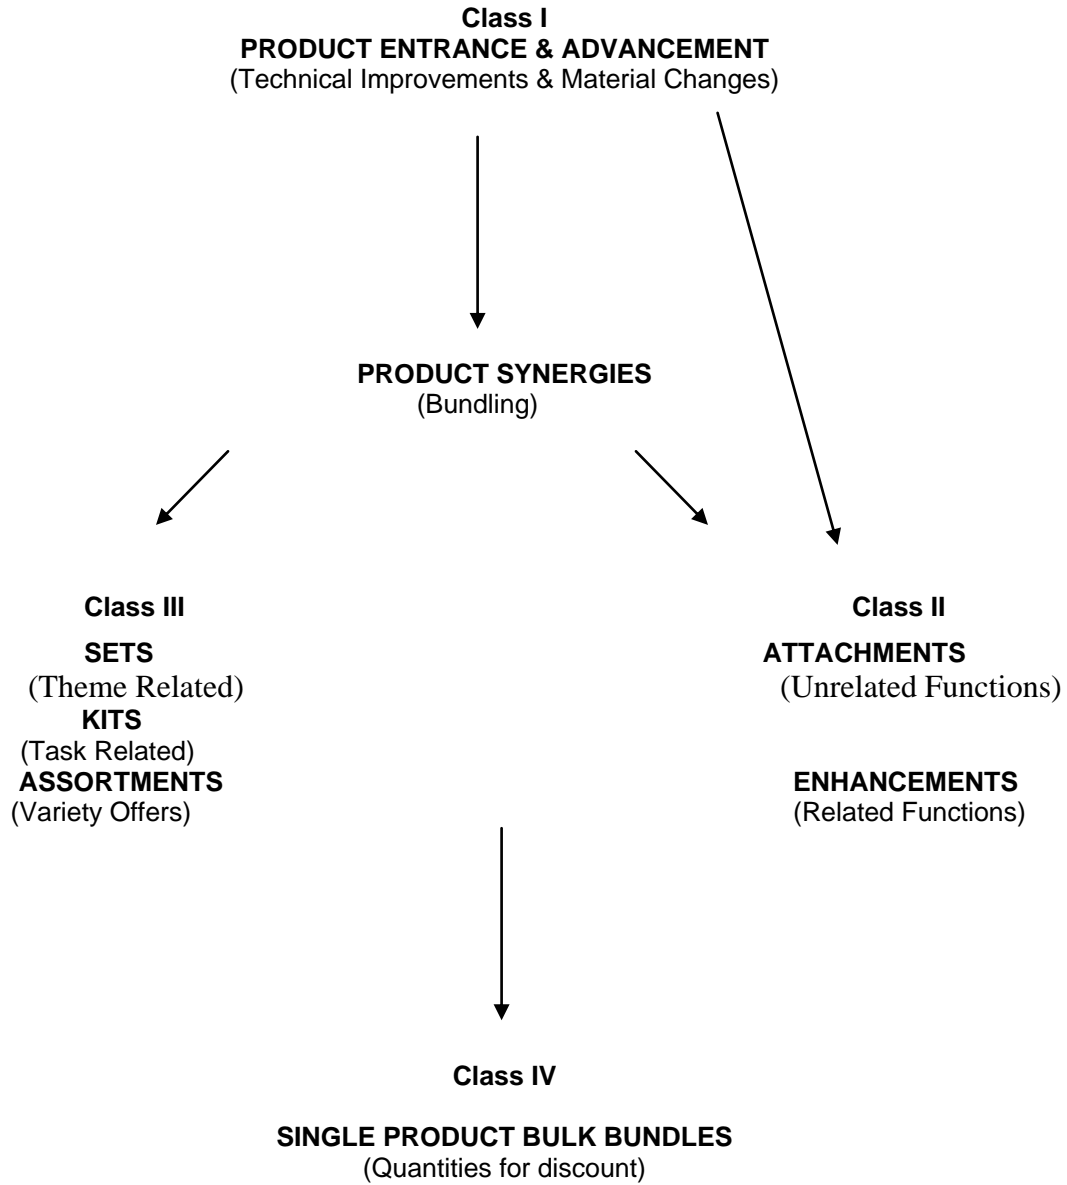 Class I
PRODUCT ENTRANCE & ADVANCEMENT
(Technical Improvements & Material Changes)
PRODUCT SYNERGIES
(Bundling)
Class III
SETS
(Theme Related)
KITS
(Task Related)
ASSORTMENTS
(Variety Offers)
Class II
ATTACHMENTS
(Unrelated Functions)
ENHANCEMENTS
(Related Functions)
Class IV
SINGLE PRODUCT BULK BUNDLES
(Quantities for discount)